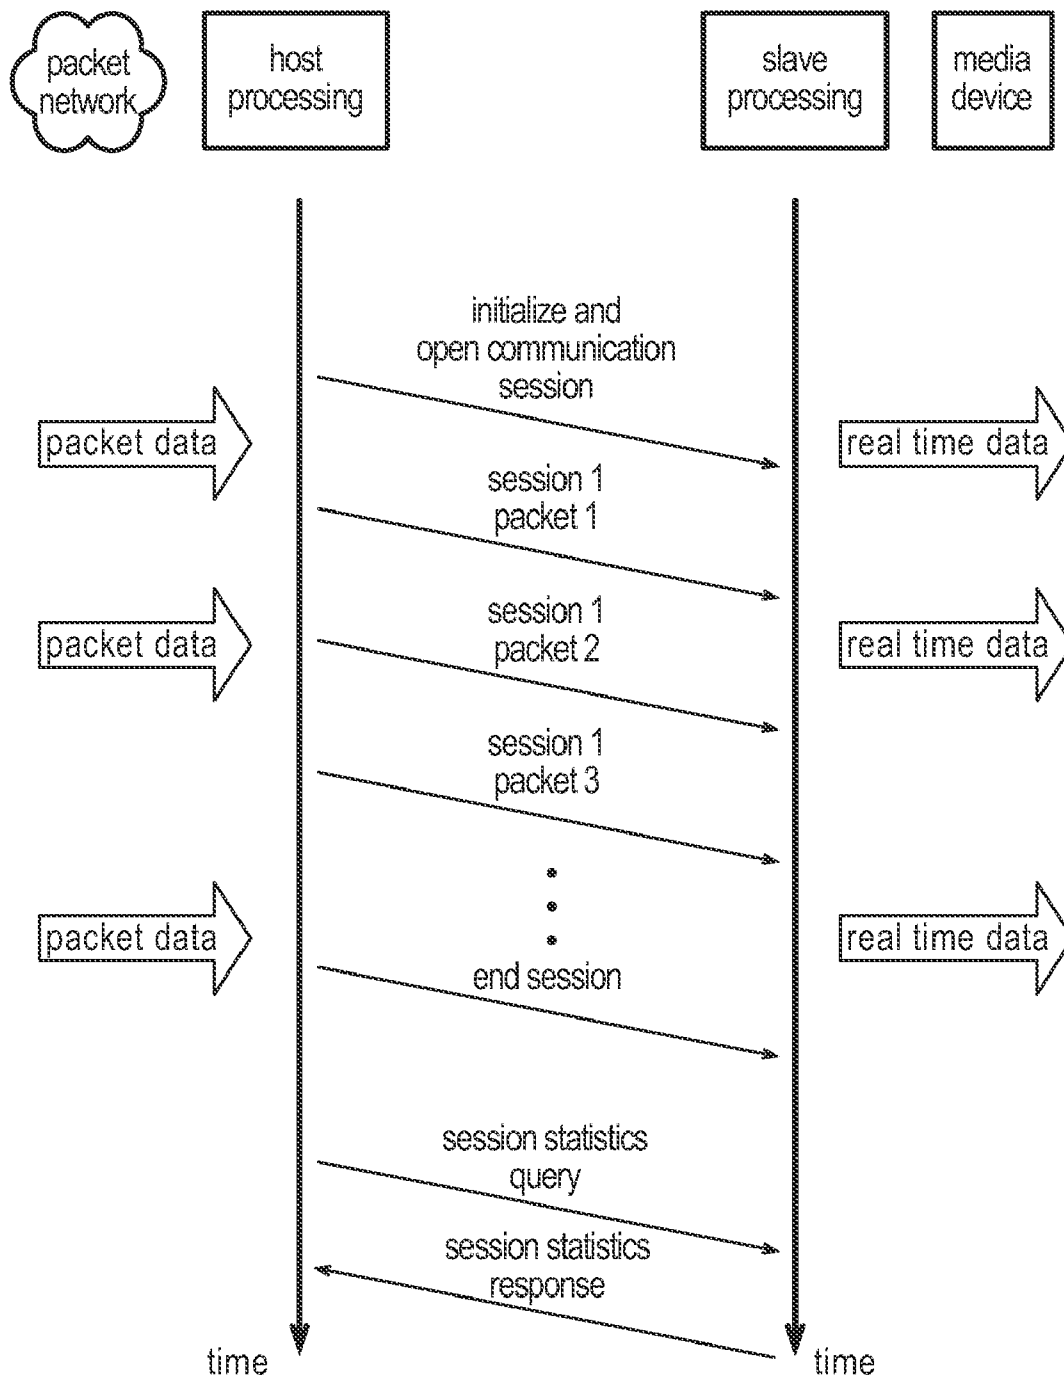 packet
network
host
processing
slave
processing
media
device
initialize and
open communication
session
packet data
real time data
session 1
packet 1
session 1
packet 2
packet data
real time data
session 1
packet 3
packet data
real time data
end session
session statistics
query
session statistics
response
time
time